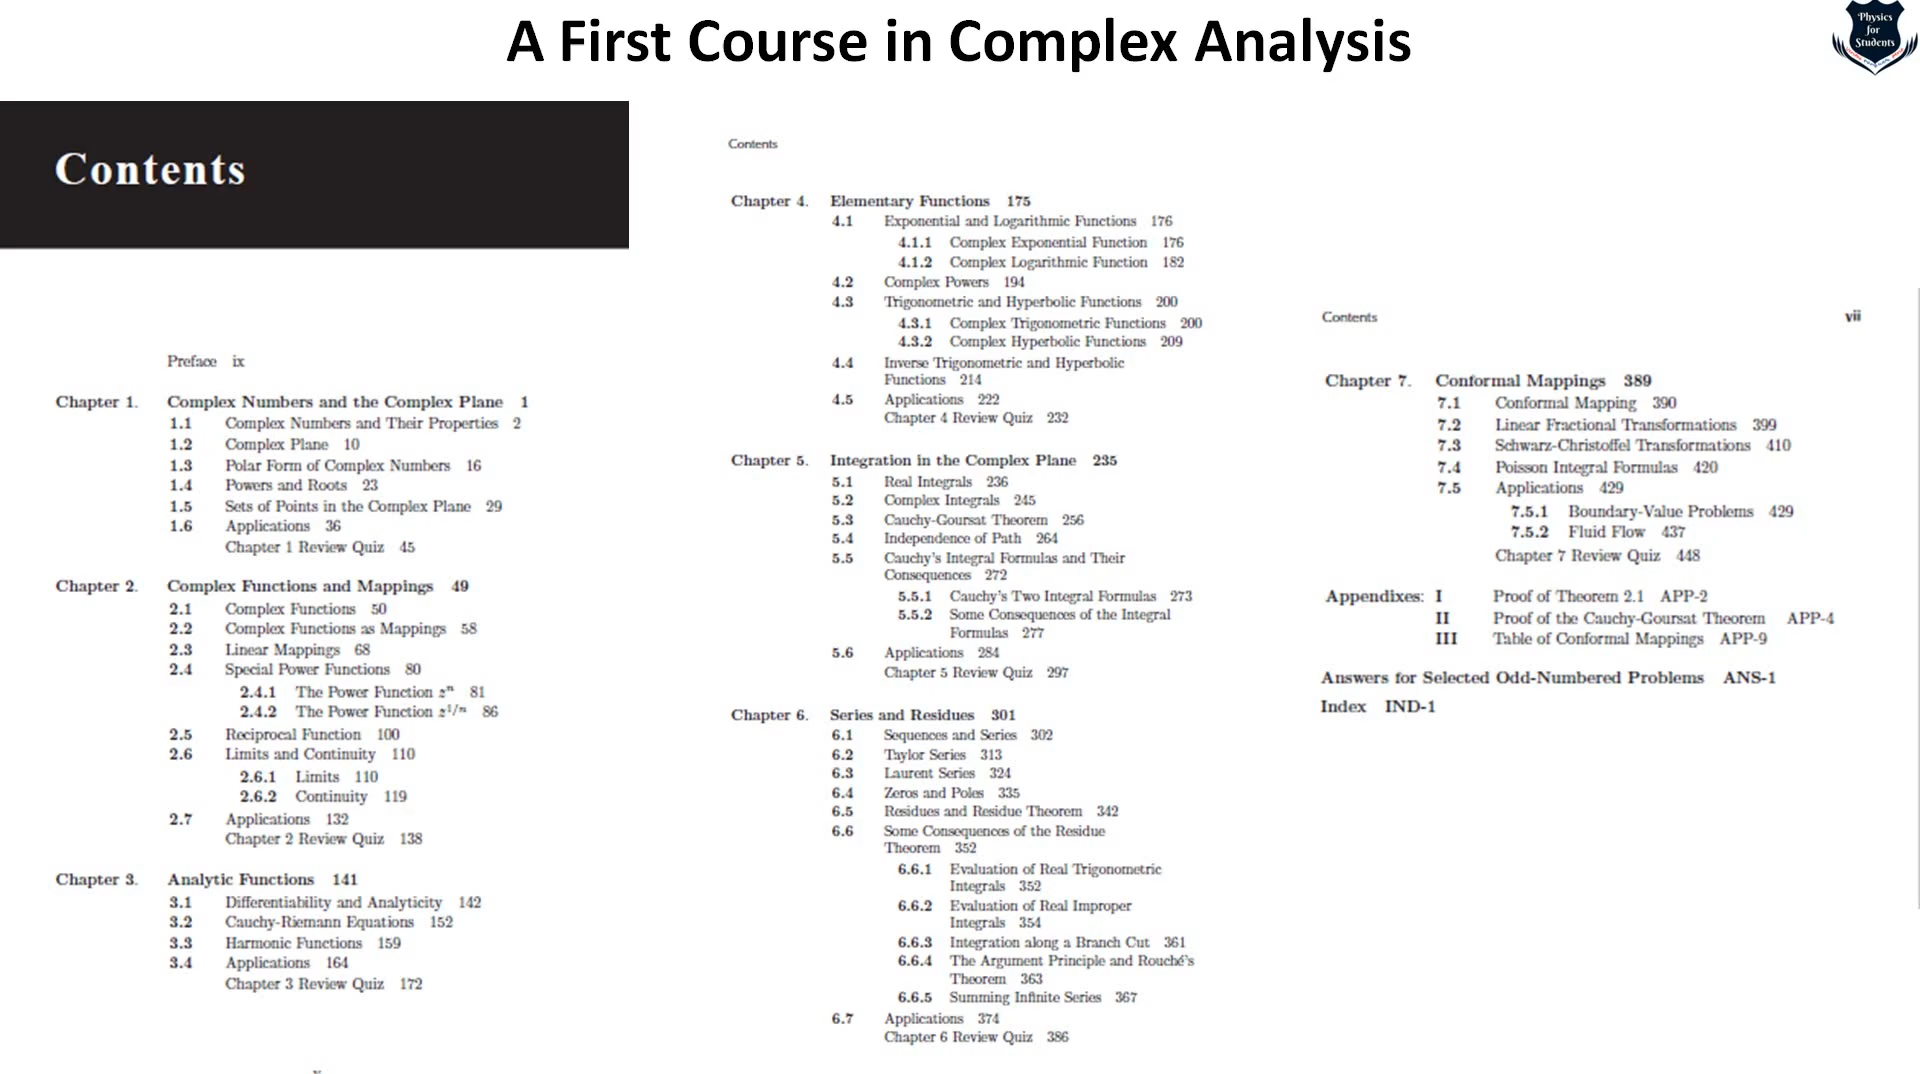 A First Course in Complex Analysis
Physics
for
Students
Contents
Preface ix
Chapter 1. Complex Numbers and the Complex Plane 1
1.1 Complex Numbers and Their Properties 2
1.2 Complex Plane 10
1.3 Polar Form of Complex Numbers 16
1.4 Powers and Roots 23
1.5 Sets of Points in the Complex Plane 29
1.6 Applications 36
Chapter 1 Review Quiz 45
Chapter 2. Complex Functions and Mappings 49
2.1 Complex Functions 50
2.2 Complex Functions as Mappings 58
2.3 Linear Mappings 68
2.4 Special Power Functions 80
2.4.1 The Power Function zⁿ 81
2.4.2 The Power Function z¹/ⁿ 86
2.5 Reciprocal Function 100
2.6 Limits and Continuity 110
2.6.1 Limits 110
2.6.2 Continuity 119
2.7 Applications 132
Chapter 2 Review Quiz 138
Chapter 3. Analytic Functions 141
3.1 Differentiability and Analyticity 142
3.2 Cauchy-Riemann Equations 152
3.3 Harmonic Functions 159
3.4 Applications 164
Chapter 3 Review Quiz 172
Contents
Chapter 4. Elementary Functions 175
4.1 Exponential and Logarithmic Functions 176
4.1.1 Complex Exponential Function 176
4.1.2 Complex Logarithmic Function 182
4.2 Complex Powers 194
4.3 Trigonometric and Hyperbolic Functions 200
4.3.1 Complex Trigonometric Functions 200
4.3.2 Complex Hyperbolic Functions 209
4.4 Inverse Trigonometric and Hyperbolic
Functions 214
4.5 Applications 222
Chapter 4 Review Quiz 232
Chapter 5. Integration in the Complex Plane 235
5.1 Real Integrals 236
5.2 Complex Integrals 245
5.3 Cauchy-Goursat Theorem 256
5.4 Independence of Path 264
5.5 Cauchy's Integral Formulas and Their
Consequences 272
5.5.1 Cauchy's Two Integral Formulas 273
5.5.2 Some Consequences of the Integral
Formulas 277
5.6 Applications 284
Chapter 5 Review Quiz 297
Chapter 6. Series and Residues 301
6.1 Sequences and Series 302
6.2 Taylor Series 313
6.3 Laurent Series 324
6.4 Zeros and Poles 335
6.5 Residues and Residue Theorem 342
6.6 Some Consequences of the Residue
Theorem 352
6.6.1 Evaluation of Real Trigonometric
Integrals 352
6.6.2 Evaluation of Real Improper
Integrals 354
6.6.3 Integration along a Branch Cut 361
6.6.4 The Argument Principle and Rouché's
Theorem 363
6.6.5 Summing Infinite Series 367
6.7 Applications 374
Chapter 6 Review Quiz 386
Contents vii
Chapter 7. Conformal Mappings 389
7.1 Conformal Mapping 390
7.2 Linear Fractional Transformations 399
7.3 Schwarz-Christoffel Transformations 410
7.4 Poisson Integral Formulas 420
7.5 Applications 429
7.5.1 Boundary-Value Problems 429
7.5.2 Fluid Flow 437
Chapter 7 Review Quiz 448
Appendixes: I Proof of Theorem 2.1 APP-2
II Proof of the Cauchy-Goursat Theorem APP-4
III Table of Conformal Mappings APP-9
Answers for Selected Odd-Numbered Problems ANS-1
Index IND-1